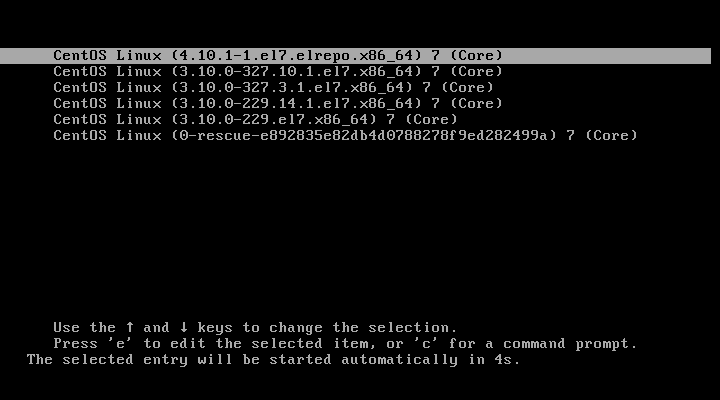 CentOS Linux (4.10.1-1.el7.elrepo.x86_64) 7 (Core)
CentOS Linux (3.10.0-327.10.1.el7.x86_64) 7 (Core)
CentOS Linux (3.10.0-327.3.1.el7.x86_64) 7 (Core)
CentOS Linux (3.10.0-229.14.1.el7.x86_64) 7 (Core)
CentOS Linux (3.10.0-229.el7.x86_64) 7 (Core)
CentOS Linux (0-rescue-e892835e82db4d0788278f9ed282499a) 7 (Core)
Use the ↑ and ↓ keys to change the selection.
Press 'e' to edit the selected item, or 'c' for a command prompt.
The selected entry will be started automatically in 4s.